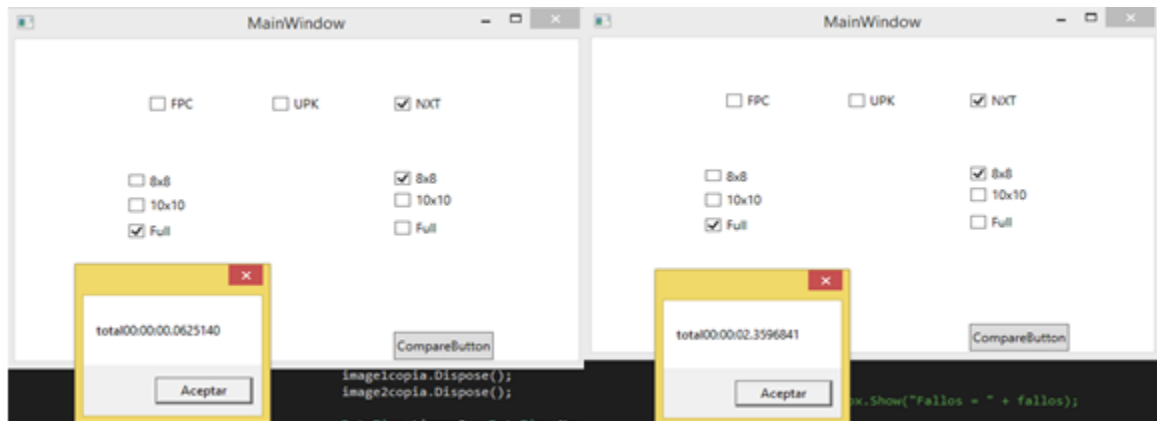 MainWindow
FPC UPK NXT
8x8 8x8
10x10 10x10
Full Full
total00:00:00.0625140
CompareButton
Aceptar
image1copia.Dispose();
image2copia.Dispose();
MainWindow
FPC UPK NXT
8x8 8x8
10x10 10x10
Full Full
total00:00:02.3596841
CompareButton
Aceptar
ox.Show("Fallos = " + fallos);